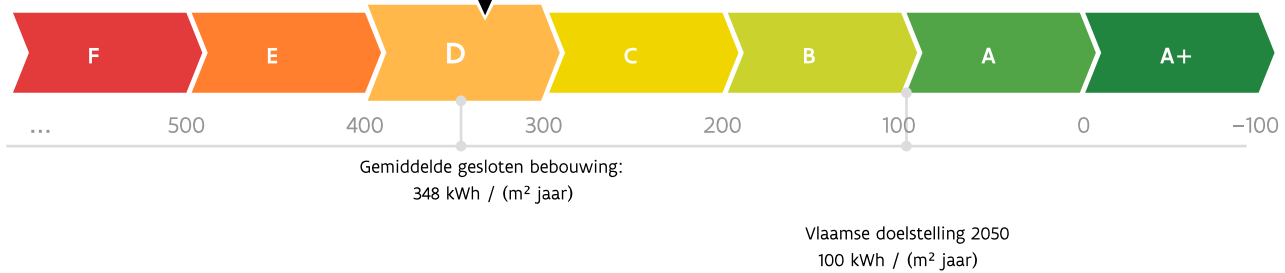 F E D C B A A+
... 500 400 300 200 100 0 −100
Gemiddelde gesloten bebouwing:
348 kWh / (m² jaar)
Vlaamse doelstelling 2050
100 kWh / (m² jaar)